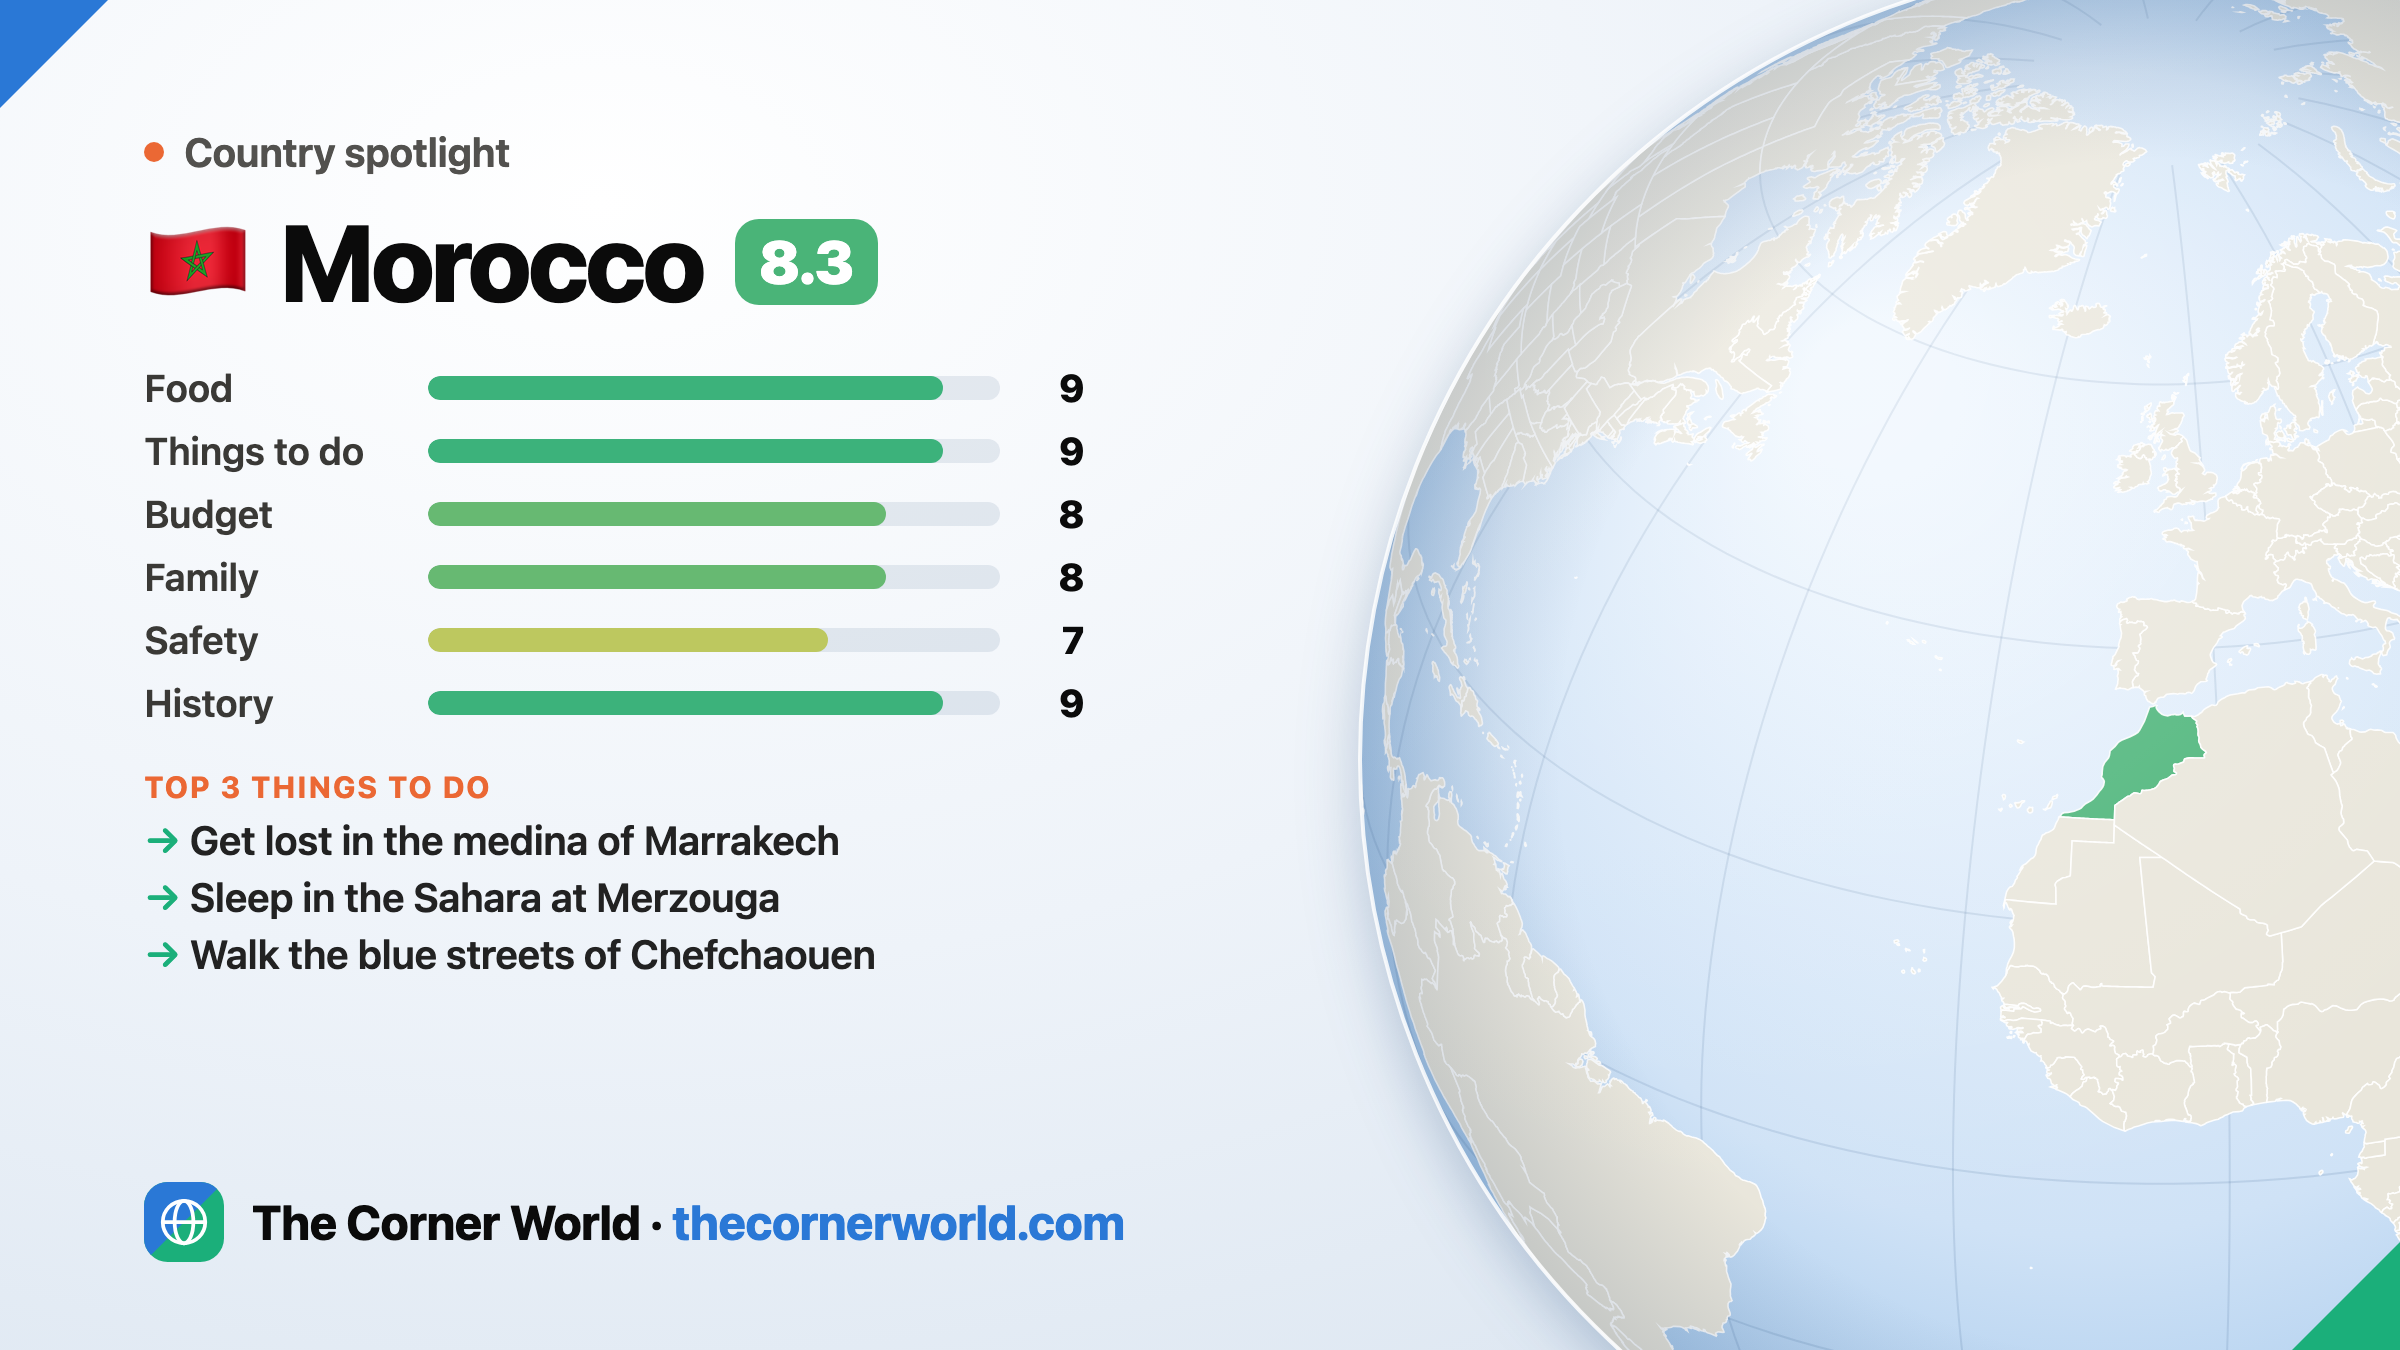 Country spotlight
Morocco 8.3
Food 9
Things to do 9
Budget 8
Family 8
Safety 7
History 9
TOP 3 THINGS TO DO
→ Get lost in the medina of Marrakech
→ Sleep in the Sahara at Merzouga
→ Walk the blue streets of Chefchaouen
The Corner World · thecornerworld.com